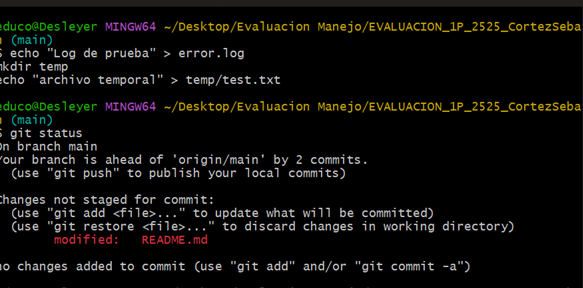 educo@Desleyer MINGW64 ~/Desktop/Evaluacion Manejo/EVALUACION_1P_2525_CortezSeba
n (main)
$ echo "Log de prueba" > error.log
mkdir temp
echo "archivo temporal" > temp/test.txt
educo@Desleyer MINGW64 ~/Desktop/Evaluacion Manejo/EVALUACION_1P_2525_CortezSeba
n (main)
$ git status
On branch main
Your branch is ahead of 'origin/main' by 2 commits.
(use "git push" to publish your local commits)
Changes not staged for commit:
(use "git add <file>..." to update what will be committed)
(use "git restore <file>..." to discard changes in working directory)
modified: README.md
no changes added to commit (use "git add" and/or "git commit -a")